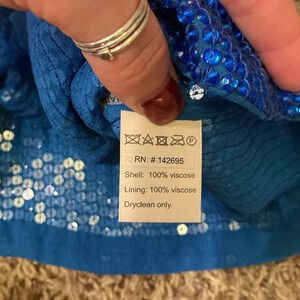 RN: # 142695
Shell: 100% viscose
Lining: 100% viscose
Dryclean only.